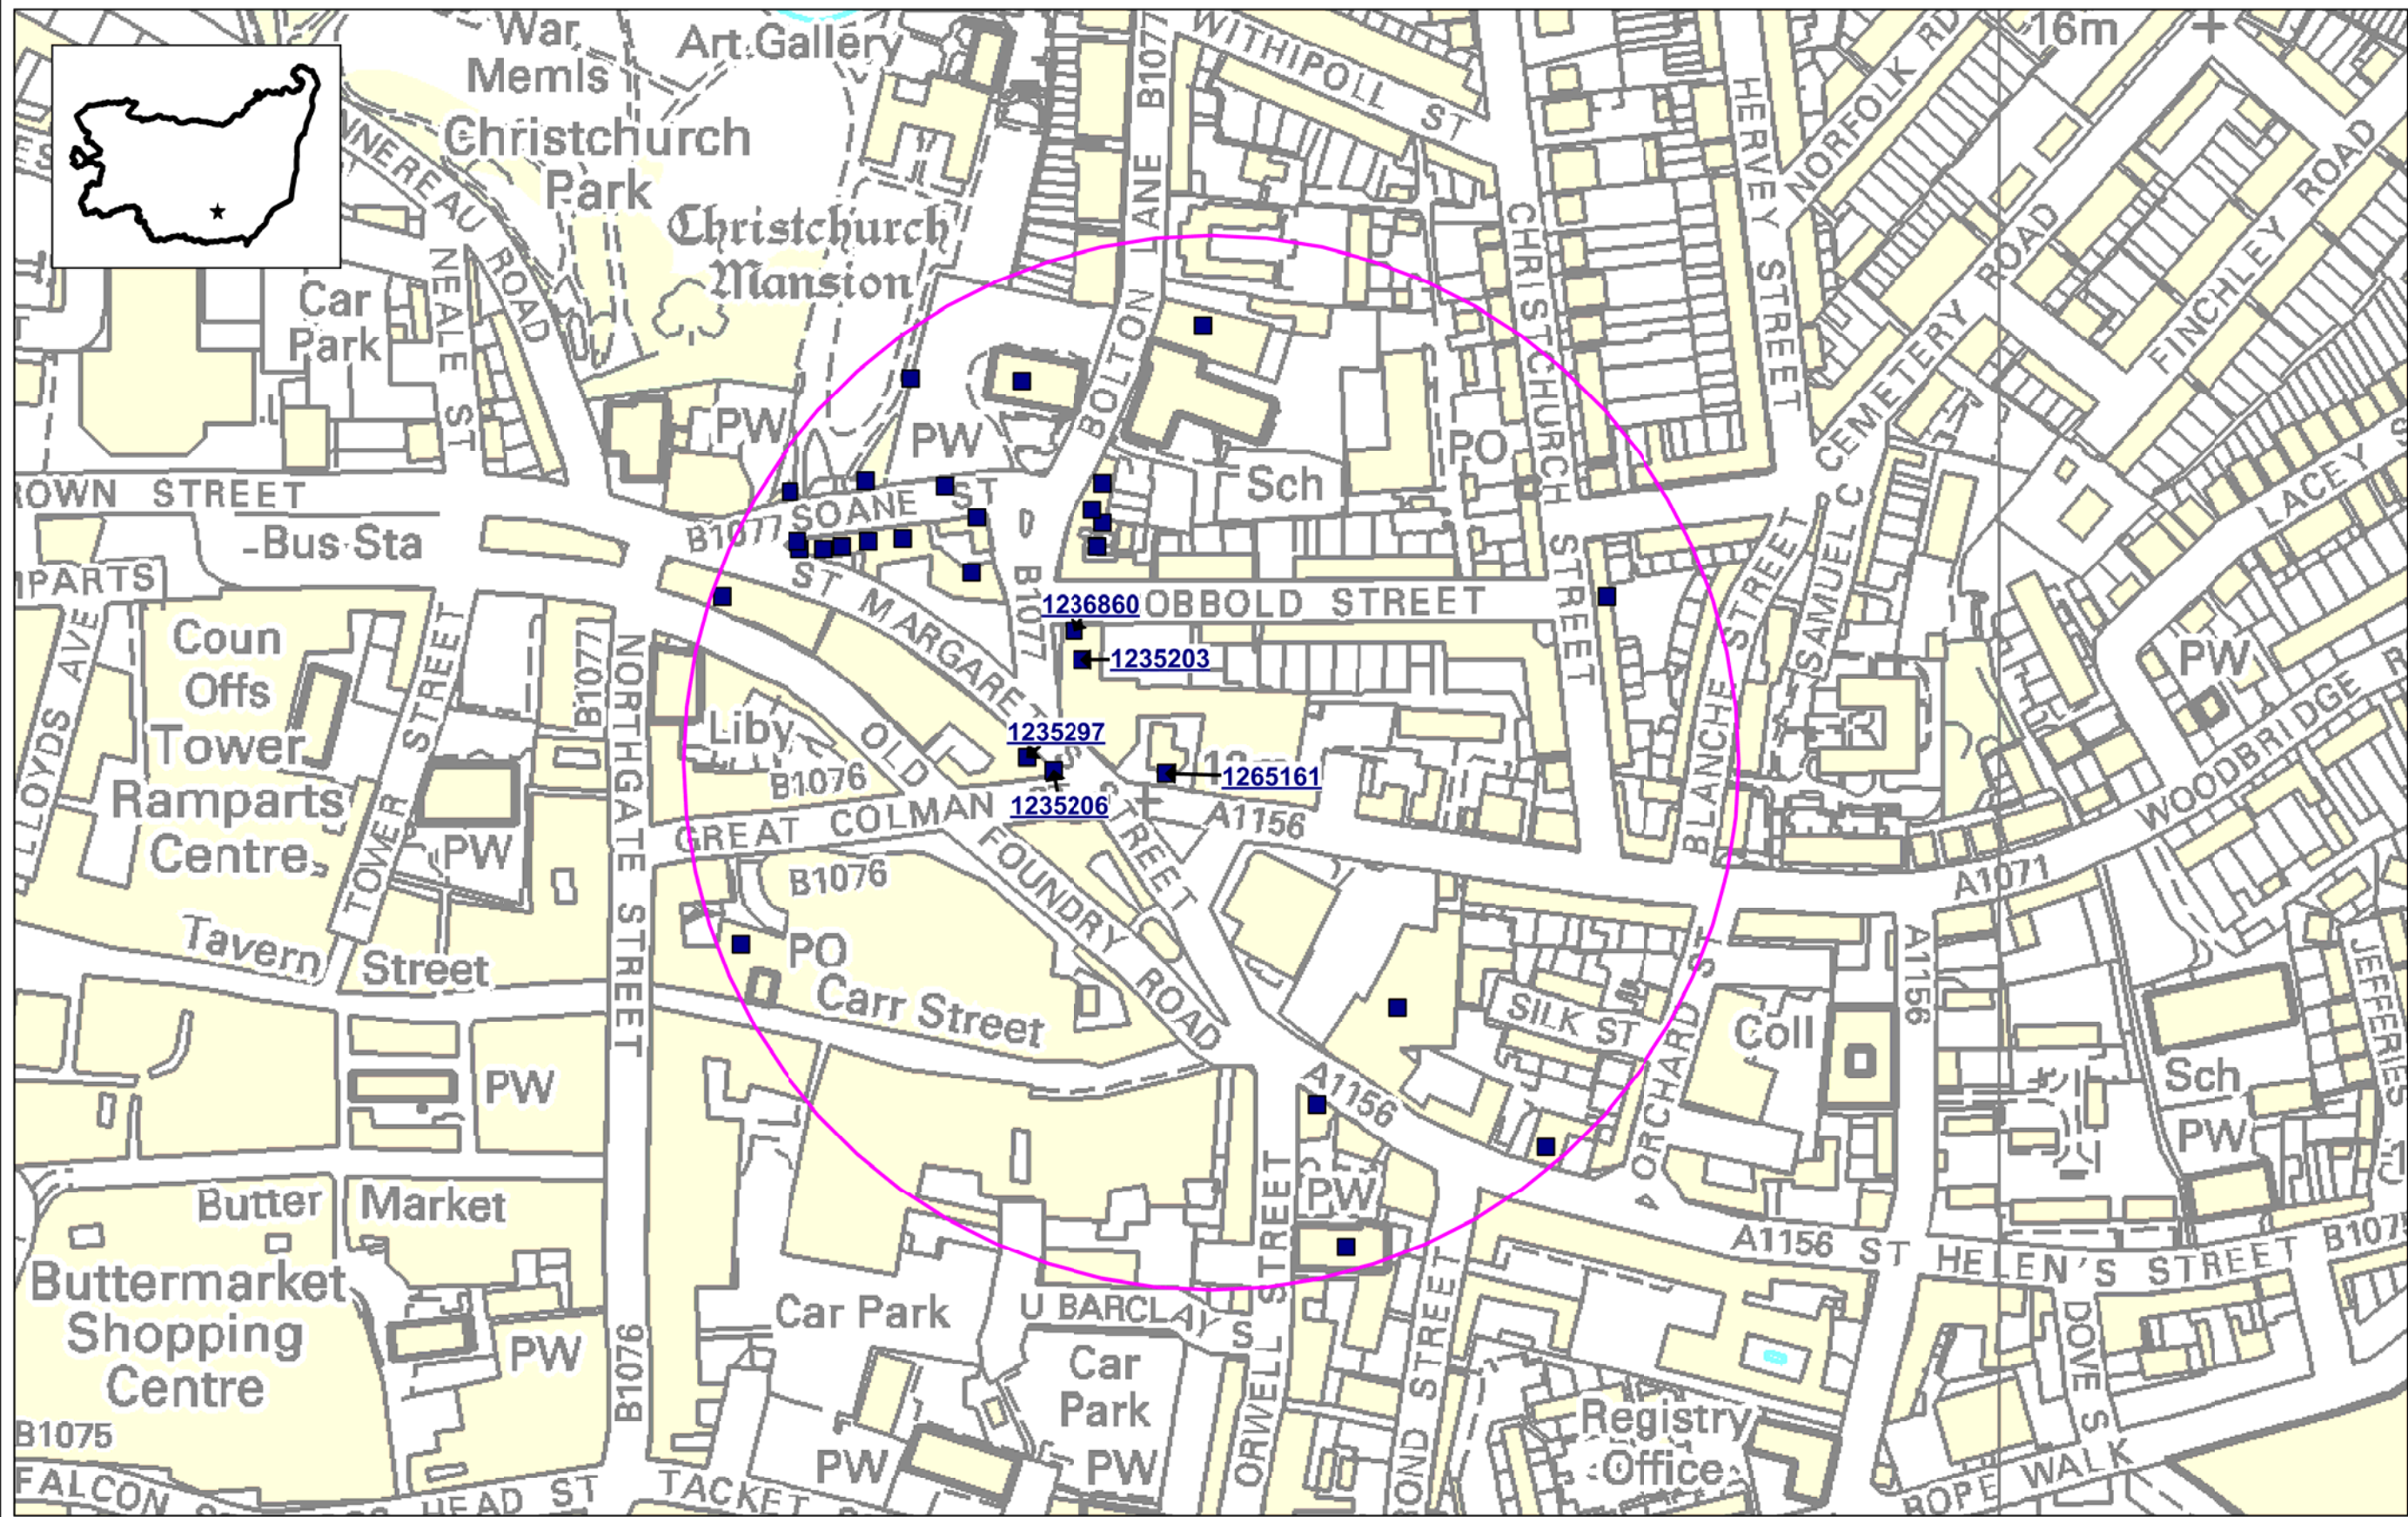 War
Memls
Art Gallery
Christchurch
Park
Christchurch
Mansion
BOLTON LANE B1077
WITHIPOLL ST
CHRISTCHURCH STREET
HERVEY STREET
NORFOLK RD
16m
FINCHLEY ROAD
CEMETERY ROAD
LACEY
NEALE ST
ROAD
Car
Park
PW
PW
Sch
PO
B1077 SOANE ST
Bus Sta
STREET
ST MARGARET
STREET
B1077
OBBOLD STREET
1236860
1235203
1235297
1235206
1265161
BLANCHE STREET
SAMUEL C
PW
WOODBRIDGE R
LLOYDS AVE
Coun
Offs
Tower
Ramparts
Centre
TOWER STREET
PW
B1077
NORTHGATE STREET
Liby
B1076
GREAT COLMAN
B1076
OLD FOUNDRY ROAD
A1156
A1071
Tavern Street
PO
Carr Street
SILK ST
ORCHARD ST
Coll
A1156
JEFFERIES
Sch
PW
PW
A1156
PW
Butter Market
Buttermarket
Shopping
Centre
PW
B1076
Car Park
U BARCLAY S
Car
Park
PW
PW
ORWELL STREET
BOND STREET
A1156 ST HELEN'S STREET B107
DOVE S
Registry
Office
ROPE WALK
B1075
FALCON
HEAD ST
TACKET